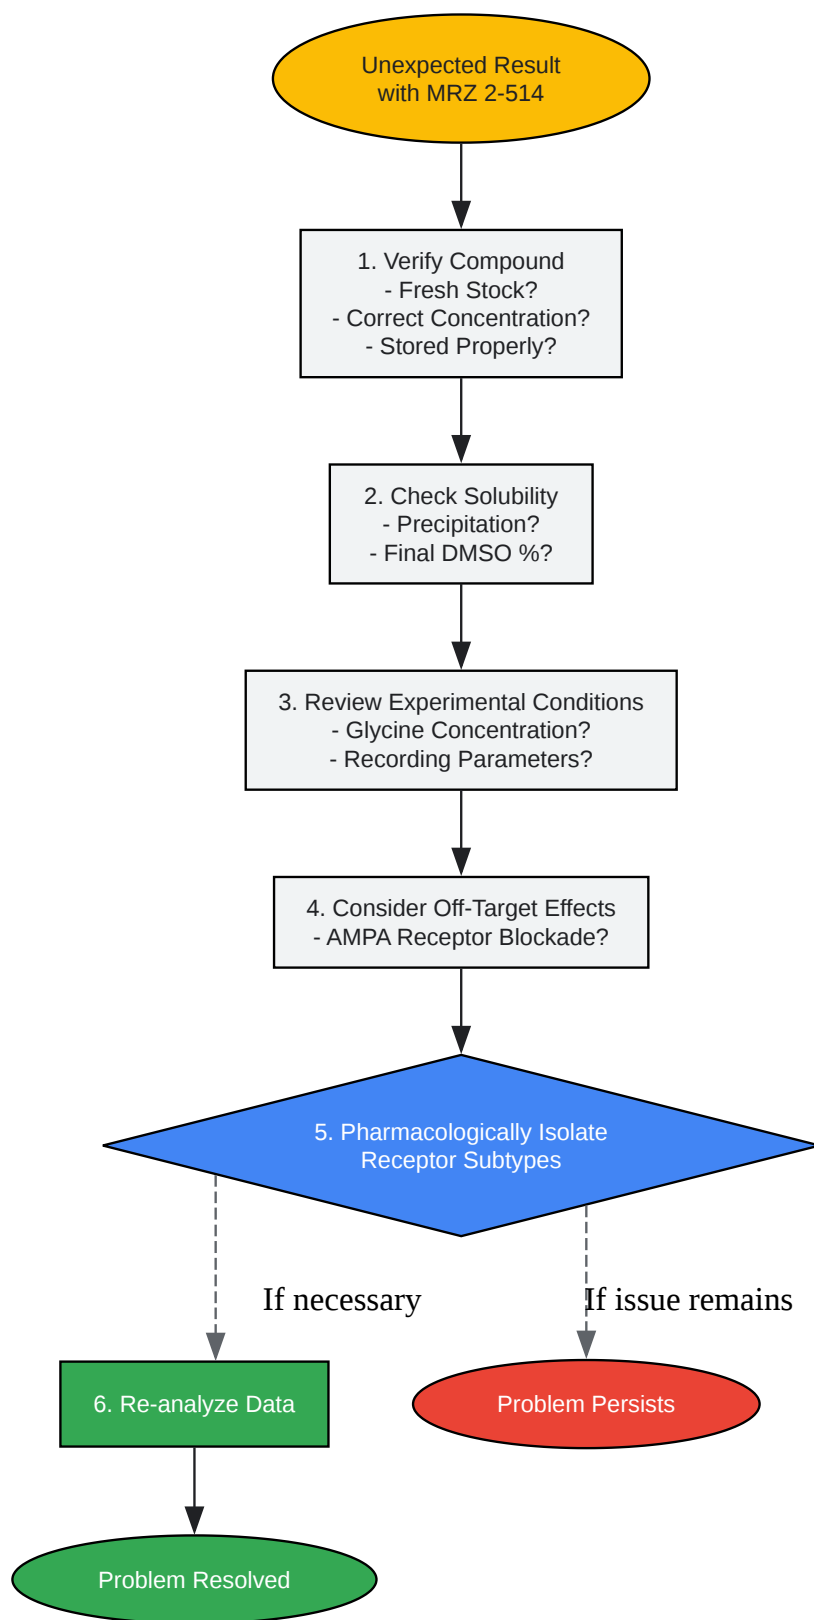 Unexpected Result
with MRZ 2-514
1. Verify Compound
- Fresh Stock?
- Correct Concentration?
- Stored Properly?
2. Check Solubility
- Precipitation?
- Final DMSO %?
3. Review Experimental Conditions
- Glycine Concentration?
- Recording Parameters?
4. Consider Off-Target Effects
- AMPA Receptor Blockade?
5. Pharmacologically Isolate
Receptor Subtypes
If necessary
If issue remains
6. Re-analyze Data
Problem Persists
Problem Resolved